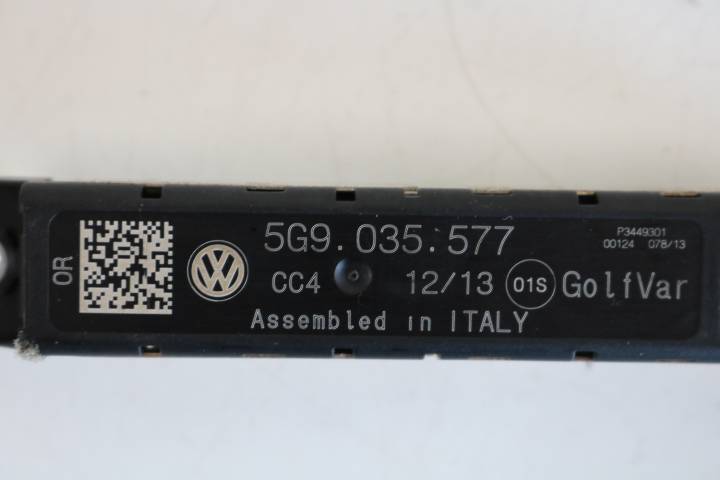 OR
5G9.035.577
P3449301
00124 078/13
CC4 12/13 01S GolfVar
Assembled in ITALY